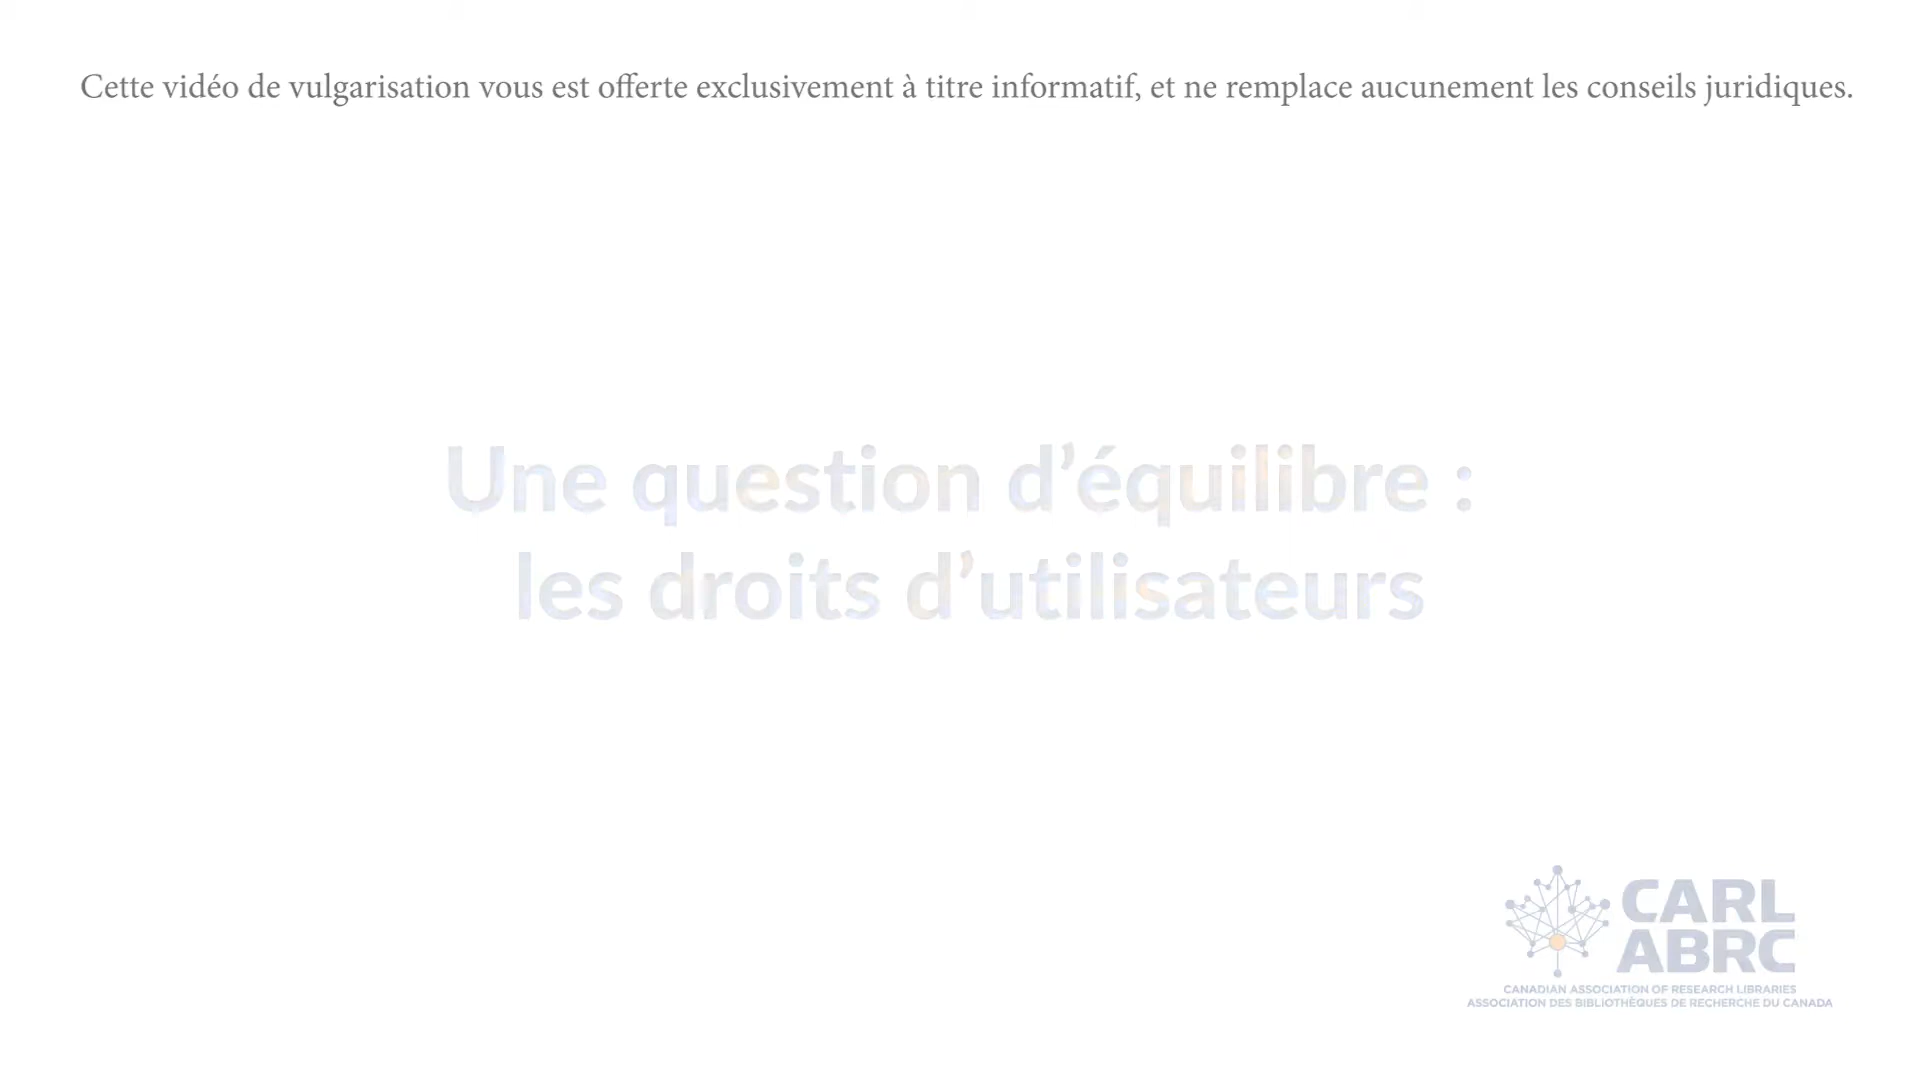 Cette vidéo de vulgarisation vous est offerte exclusivement à titre informatif, et ne remplace aucunement les conseils juridiques.
Une question d’équilibre :
les droits d’utilisateurs
CARL
ABRC
CANADIAN ASSOCIATION OF RESEARCH LIBRARIES
ASSOCIATION DES BIBLIOTHÈQUES DE RECHERCHE DU CANADA